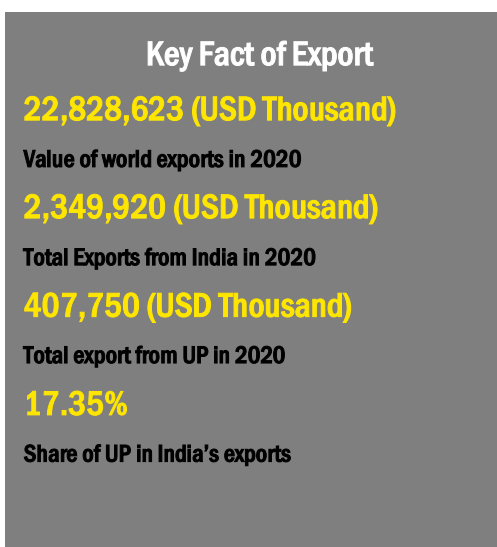 Key Fact of Export
22,828,623 (USD Thousand)
Value of world exports in 2020
2,349,920 (USD Thousand)
Total Exports from India in 2020
407,750 (USD Thousand)
Total export from UP in 2020
17.35%
Share of UP in India’s exports